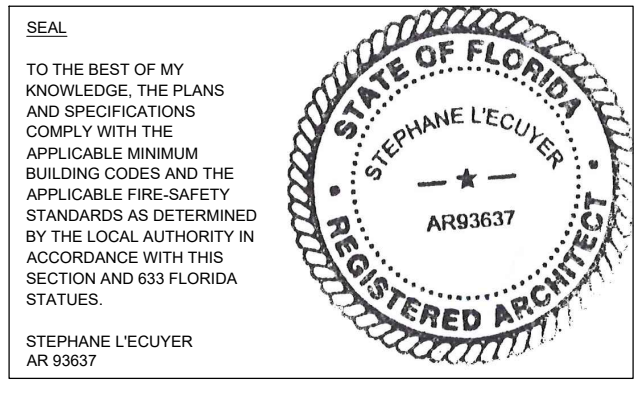 SEAL
TO THE BEST OF MY
KNOWLEDGE, THE PLANS
AND SPECIFICATIONS
COMPLY WITH THE
APPLICABLE MINIMUM
BUILDING CODES AND THE
APPLICABLE FIRE-SAFETY
STANDARDS AS DETERMINED
BY THE LOCAL AUTHORITY IN
ACCORDANCE WITH THIS
SECTION AND 633 FLORIDA
STATUES.
STEPHANE L'ECUYER
AR 93637
STATE OF FLORIDA
STEPHANE L'ECUYER
AR93637
REGISTERED ARCHITECT